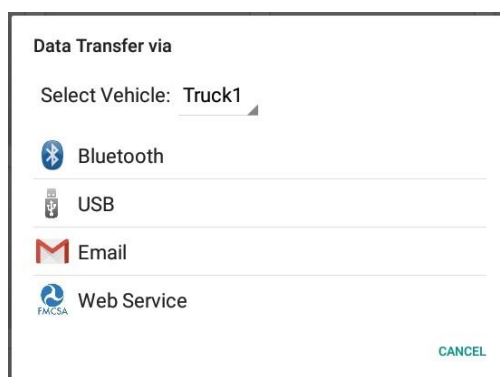 Data Transfer via
Select Vehicle: Truck1
Bluetooth
USB
Email
FMCSA Web Service
CANCEL